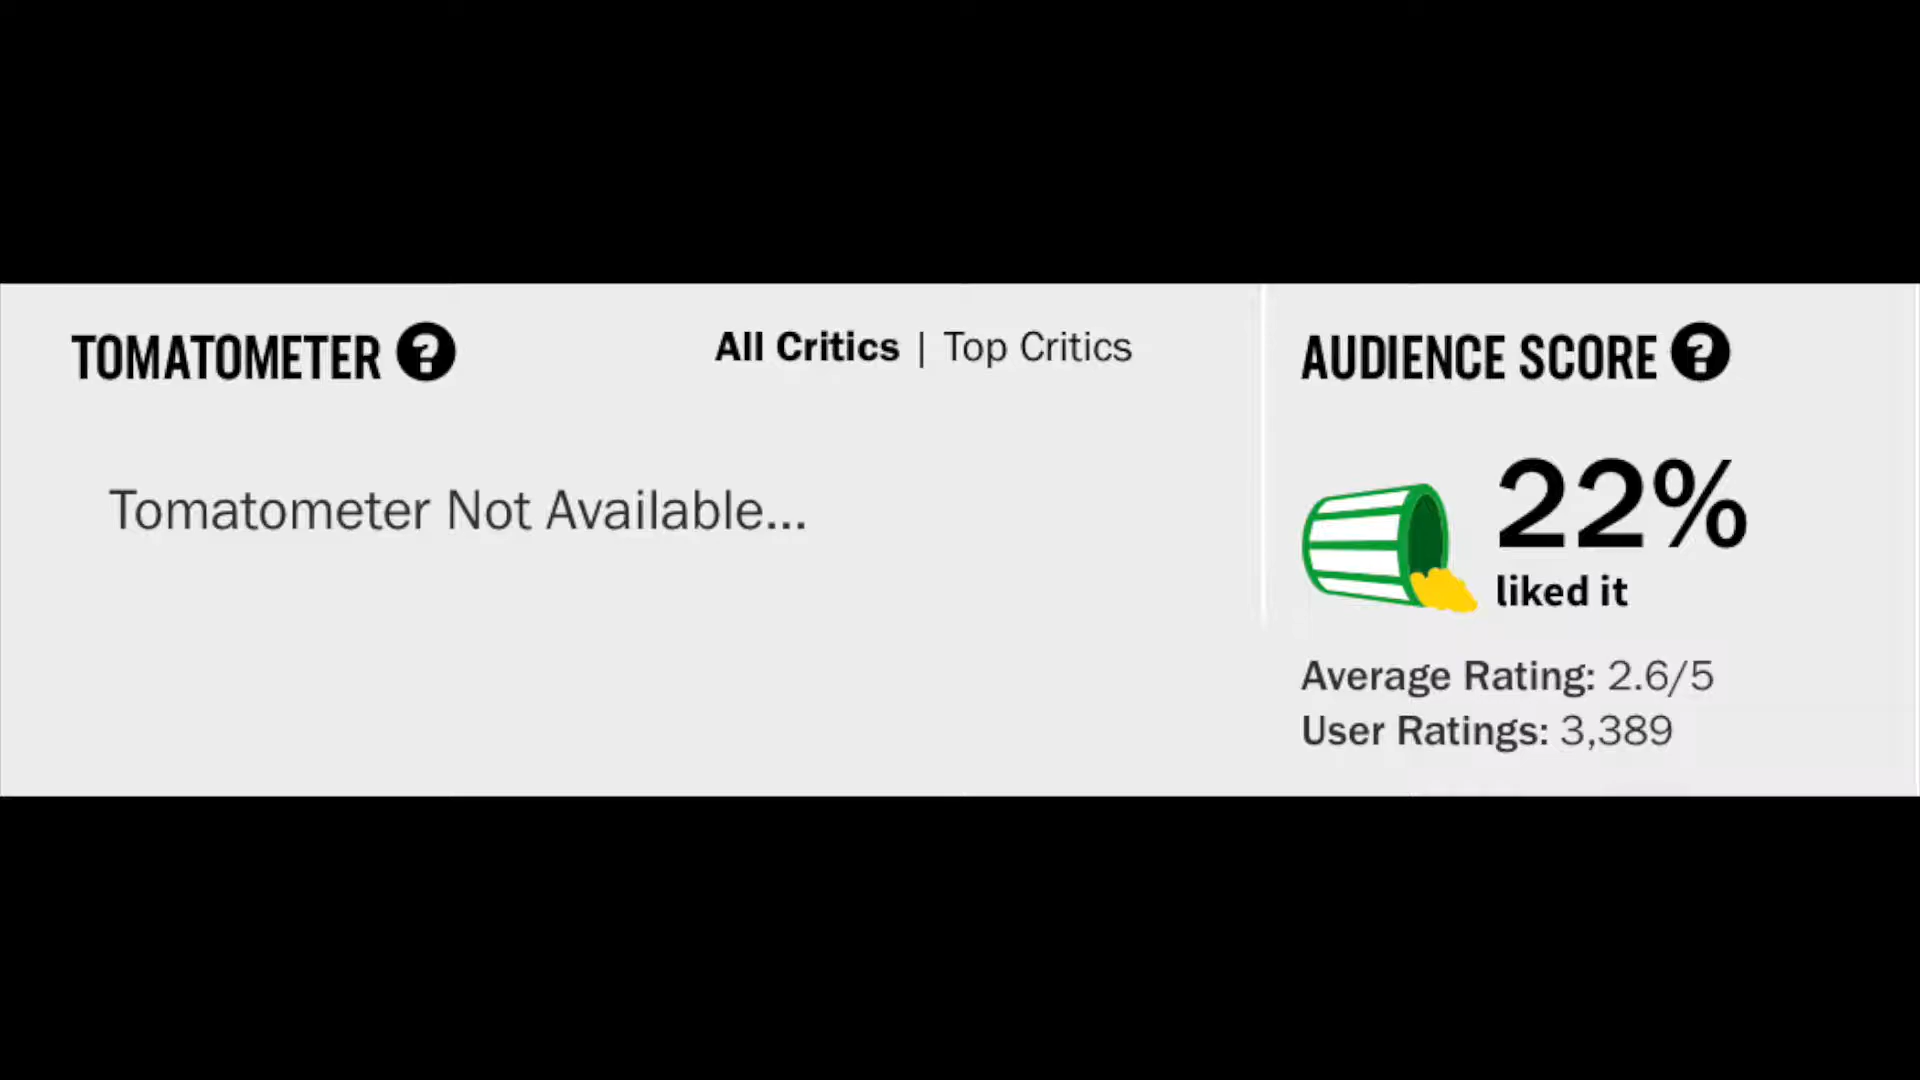 TOMATOMETER ?
All Critics | Top Critics
Tomatometer Not Available...
AUDIENCE SCORE ?
22%
liked it
Average Rating: 2.6/5
User Ratings: 3,389